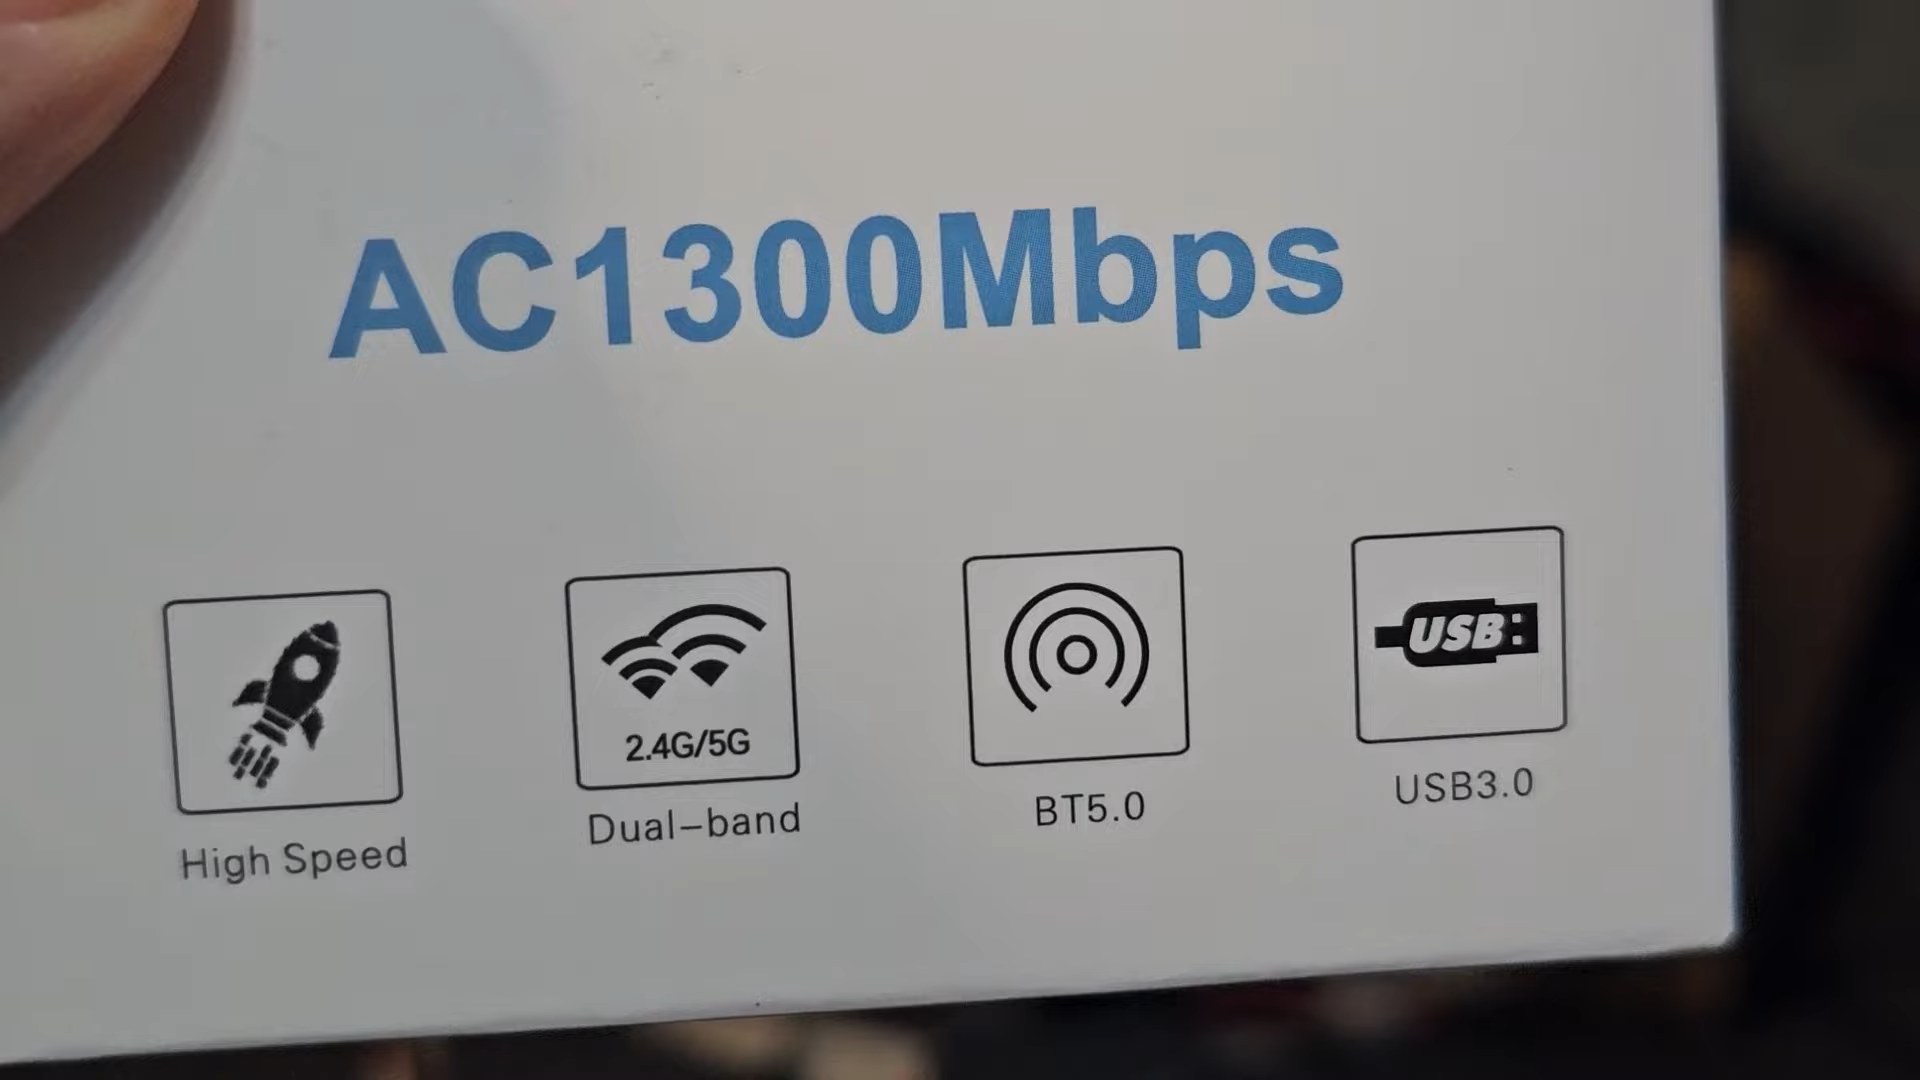 AC1300Mbps
2.4G/5G
USB
High Speed
Dual-band
BT5.0
USB3.0